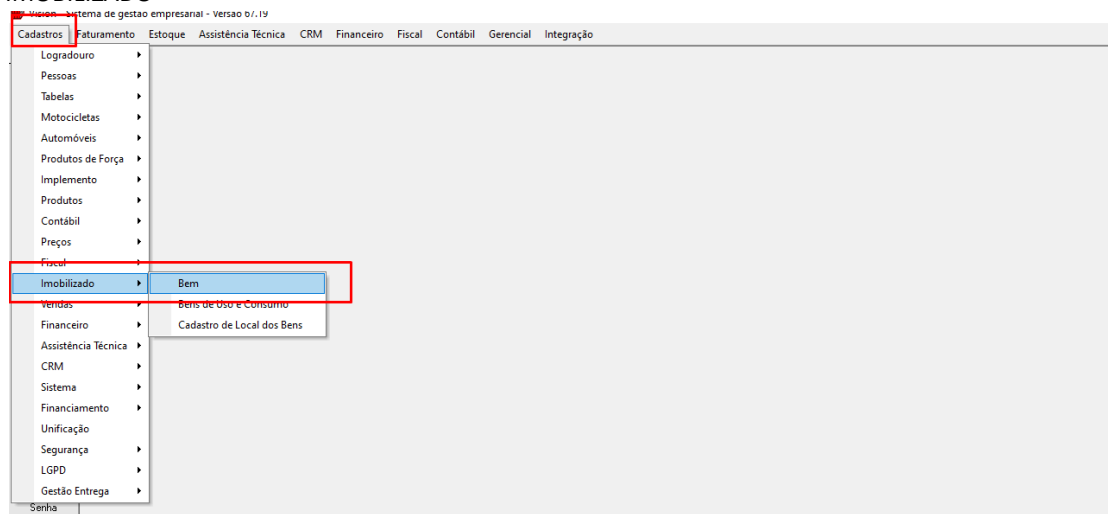 IMOBILIZADO
Vision - Sistema de gestão empresarial - Versão 67.19
Cadastros Faturamento Estoque Assistência Técnica CRM Financeiro Fiscal Contábil Gerencial Integração
Logradouro
Pessoas
Tabelas
Motocicletas
Automóveis
Produtos de Força
Implemento
Produtos
Contábil
Preços
Fiscal
Imobilizado Bem
Vendas Bens de Uso e Consumo
Financeiro Cadastro de Local dos Bens
Assistência Técnica
CRM
Sistema
Financiamento
Unificação
Segurança
LGPD
Gestão Entrega
Senha